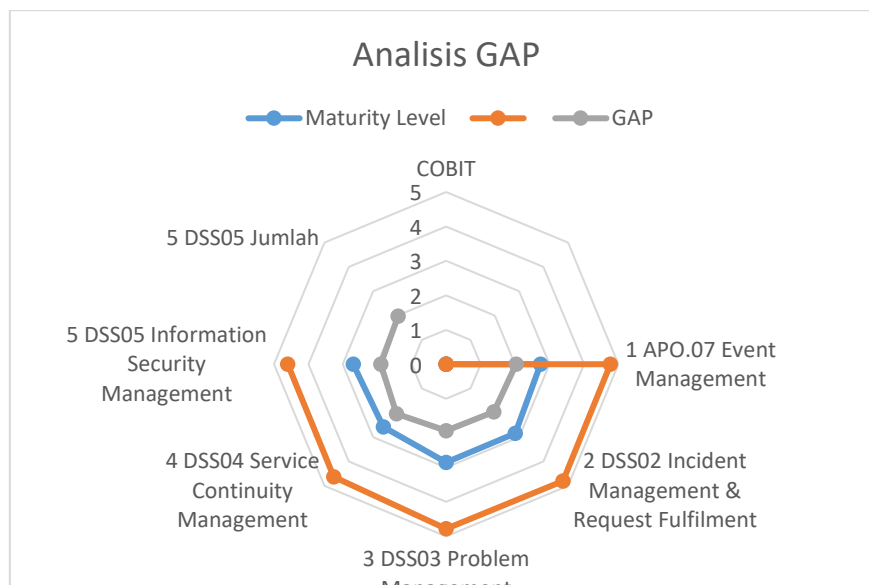 Analisis GAP
Maturity Level
GAP
COBIT
5
4
3
2
1
0
5 DSS05 Jumlah
1 APO.07 Event
Management
5 DSS05 Information
Security
Management
2 DSS02 Incident
Management &
Request Fulfilment
4 DSS04 Service
Continuity
Management
3 DSS03 Problem
Management